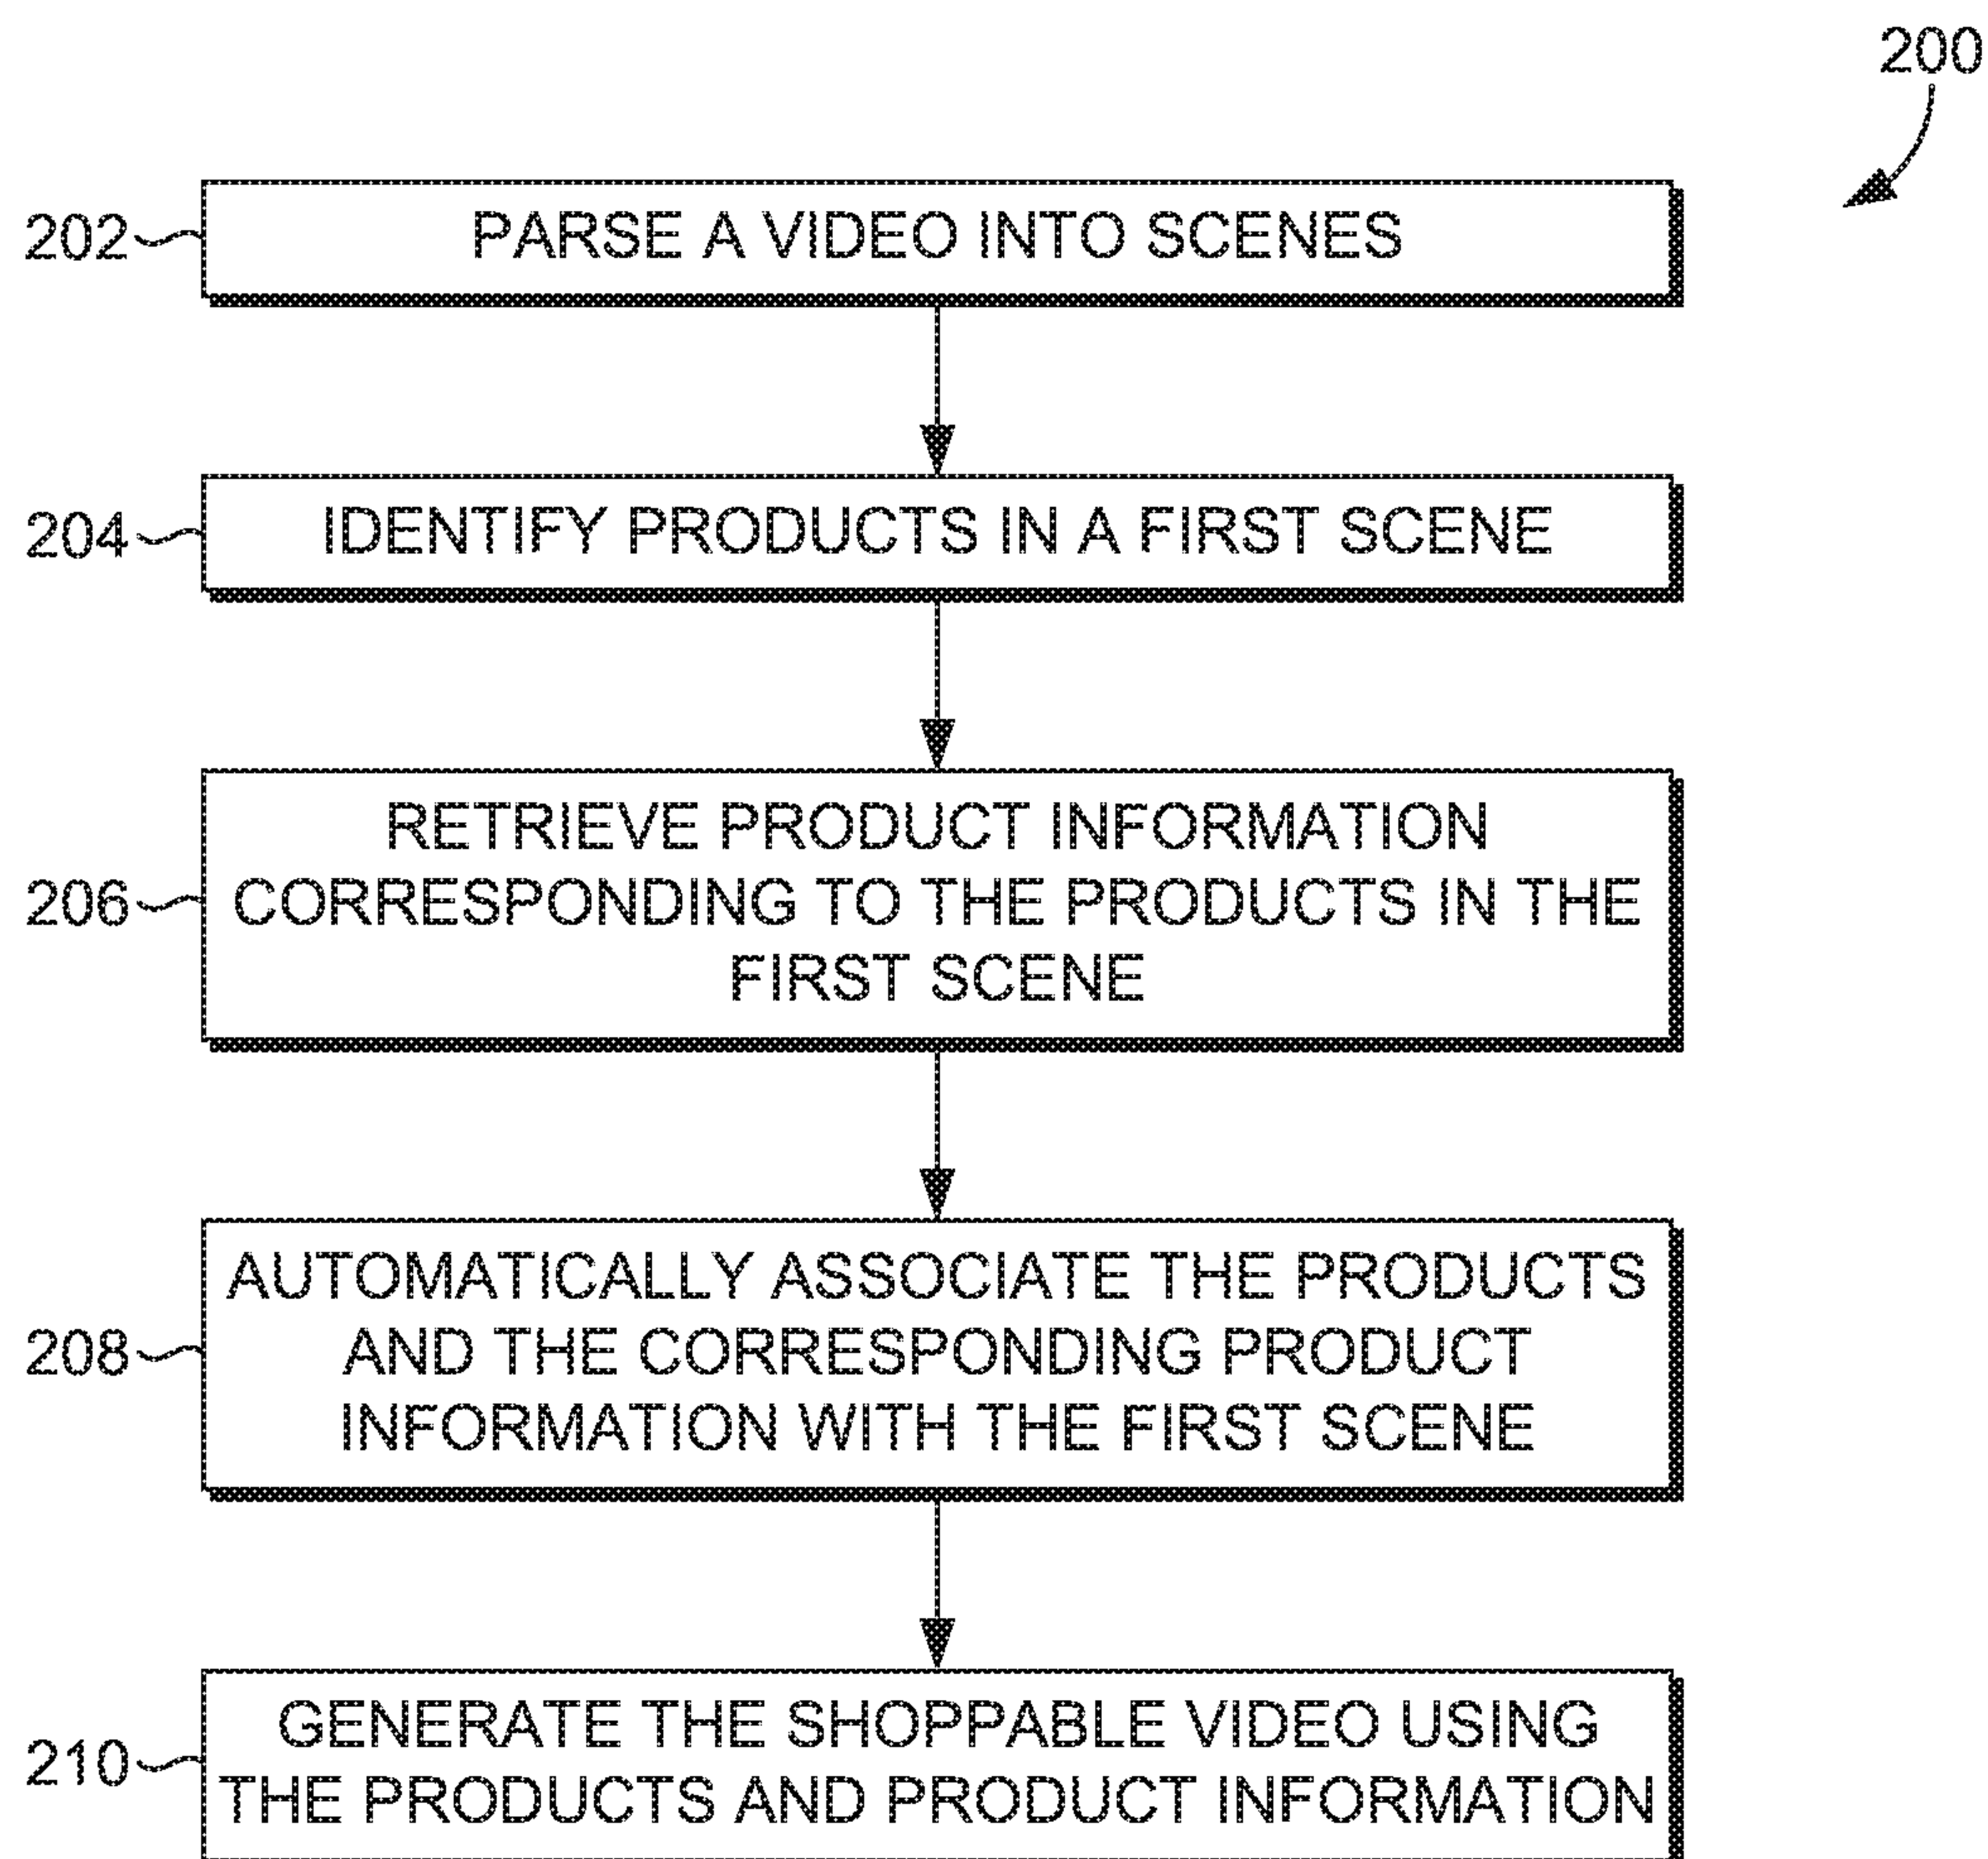 200
202
PARSE A VIDEO INTO SCENES
204
IDENTIFY PRODUCTS IN A FIRST SCENE
206
RETRIEVE PRODUCT INFORMATION
CORRESPONDING TO THE PRODUCTS IN THE
FIRST SCENE
208
AUTOMATICALLY ASSOCIATE THE PRODUCTS
AND THE CORRESPONDING PRODUCT
INFORMATION WITH THE FIRST SCENE
210
GENERATE THE SHOPPABLE VIDEO USING
THE PRODUCTS AND PRODUCT INFORMATION